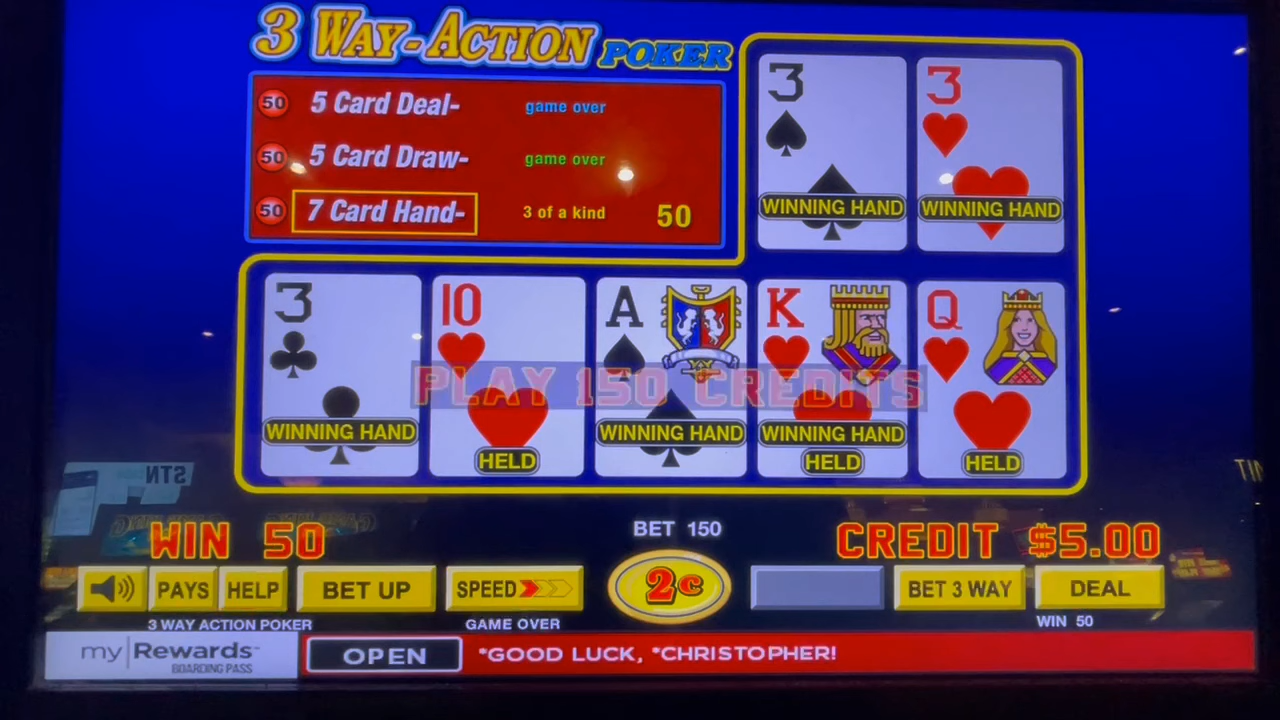 3 WAY-ACTION POKER
50 5 Card Deal- game over
50 5 Card Draw- game over
50 7 Card Hand- 3 of a kind 50
3 3
WINNING HAND WINNING HAND
3 10 A K Q
PLAY 150 CREDITS
WINNING HAND WINNING HAND WINNING HAND
HELD HELD HELD
WIN 50 BET 150 CREDIT $5.00
PAYS HELP BET UP SPEED 2¢ BET 3 WAY DEAL
3 WAY ACTION POKER GAME OVER WIN 50
my|Rewards™ BOARDING PASS OPEN *GOOD LUCK, *CHRISTOPHER!
STN